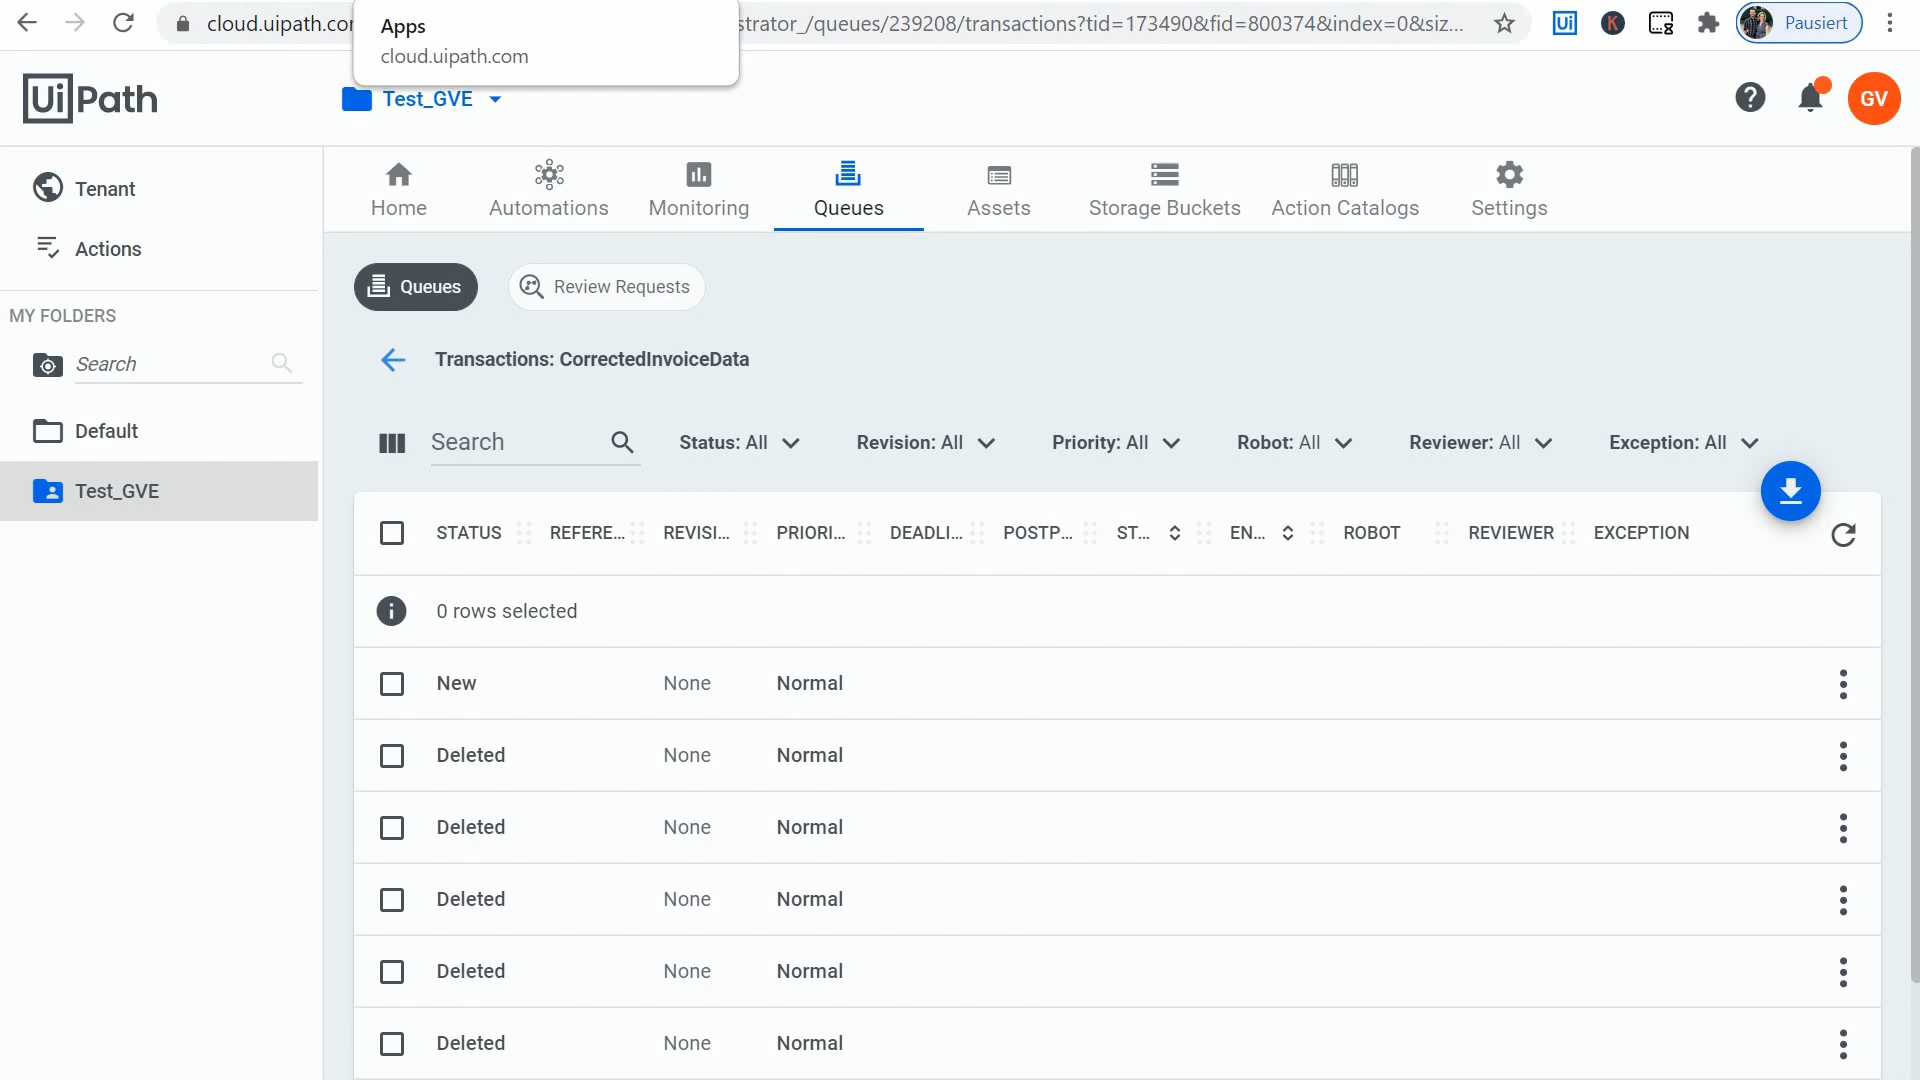 Apps
cloud.uipath.com
cloud.uipath.cor
strator_/queues/239208/transactions?tid=173490&fid=800374&index=0&siz...
Ui
K
Pausiert
UiPath
Test_GVE
GV
Tenant
Actions
MY FOLDERS
Search
Default
Test_GVE
Home
Automations
Monitoring
Queues
Assets
Storage Buckets
Action Catalogs
Settings
Queues
Review Requests
Transactions: CorrectedInvoiceData
Search
Status: All
Revision: All
Priority: All
Robot: All
Reviewer: All
Exception: All
STATUS REFERE... REVISI... PRIORI... DEADLI... POSTP... ST... EN... ROBOT REVIEWER EXCEPTION
0 rows selected
New None Normal
Deleted None Normal
Deleted None Normal
Deleted None Normal
Deleted None Normal
Deleted None Normal